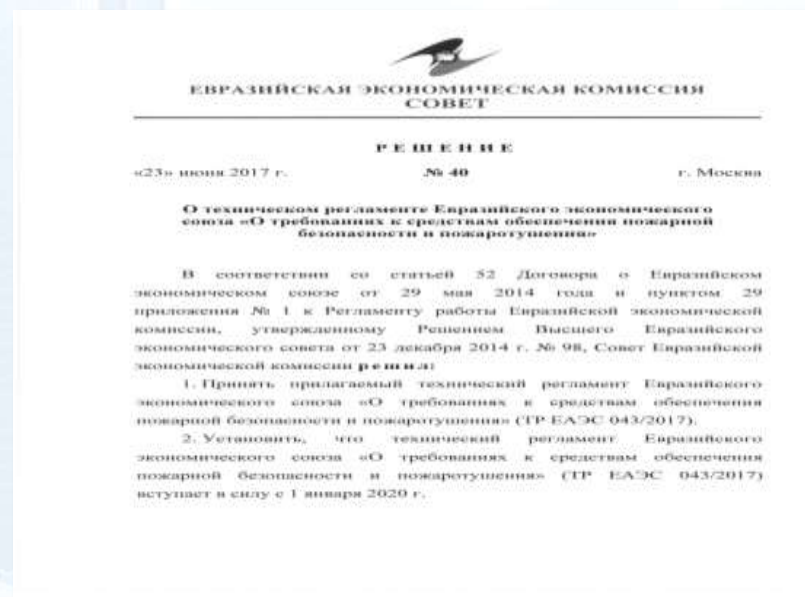 ЕВРАЗИЙСКАЯ ЭКОНОМИЧЕСКАЯ КОМИССИЯ
СОВЕТ
РЕШЕНИЕ
«23» июня 2017 г. № 40 г. Москва
О техническом регламенте Евразийского экономического
союза «О требованиях к средствам обеспечения пожарной
безопасности и пожаротушения»
В соответствии со статьей 52 Договора о Евразийском
экономическом союзе от 29 мая 2014 года и пунктом 29
приложения № 1 к Регламенту работы Евразийской экономической
комиссии, утвержденному Решением Высшего Евразийского
экономического совета от 23 декабря 2014 г. № 98, Совет Евразийской
экономической комиссии решил:
1. Принять прилагаемый технический регламент Евразийского
экономического союза «О требованиях к средствам обеспечения
пожарной безопасности и пожаротушения» (ТР ЕАЭС 043/2017).
2. Установить, что технический регламент Евразийского
экономического союза «О требованиях к средствам обеспечения
пожарной безопасности и пожаротушения» (ТР ЕАЭС 043/2017)
вступает в силу с 1 января 2020 г.